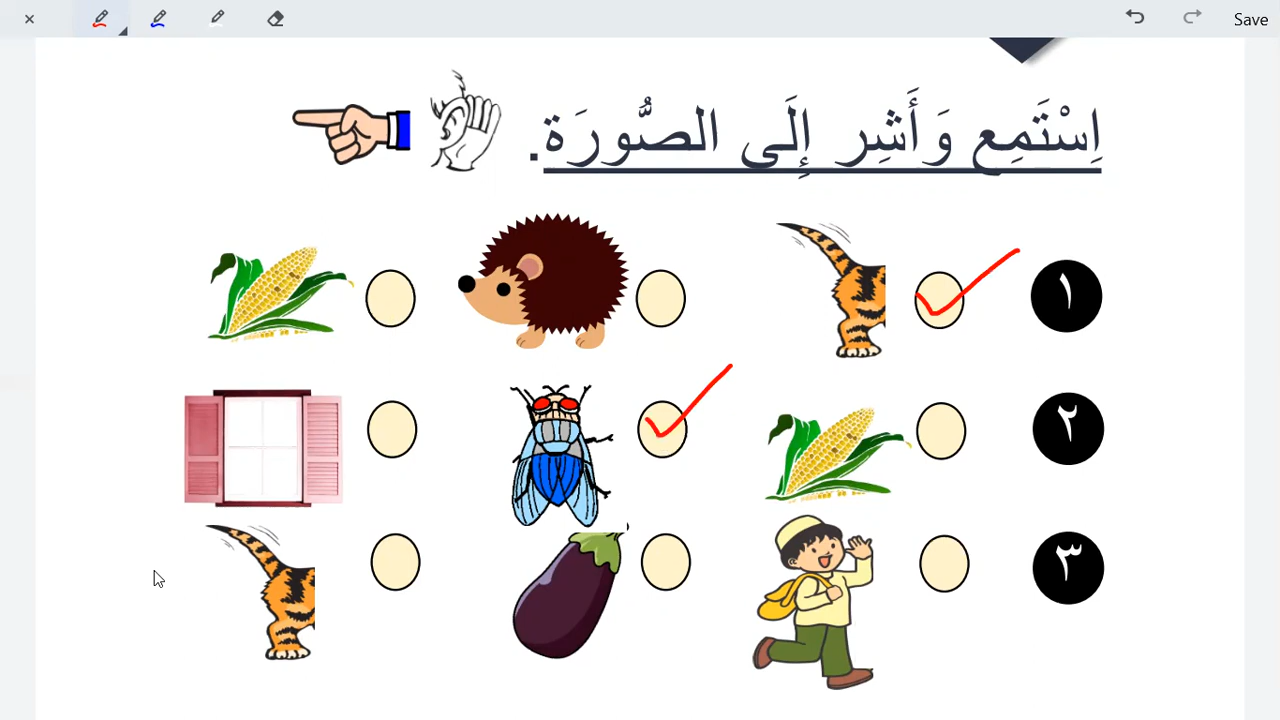 Save
اِسْتَمِع وَأَشِر إِلَى الصُّورَة.
١
٢
٣